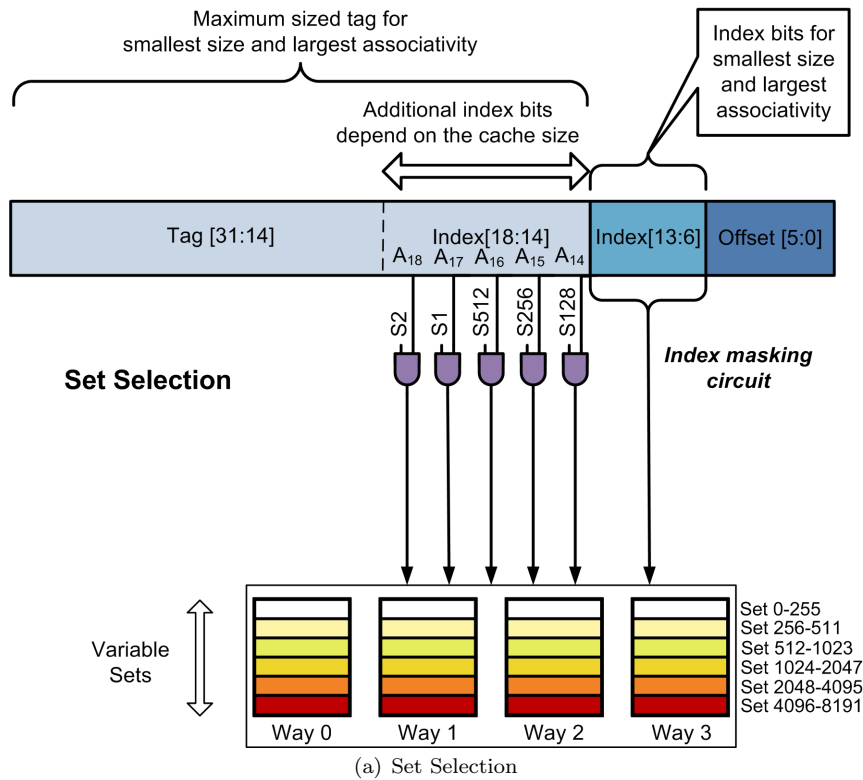 Maximum sized tag for
smallest size and largest associativity
Index bits for
smallest size
and largest
associativity
Additional index bits
depend on the cache size
Tag [31:14]
Index[18:14]
Index[13:6]
Offset [5:0]
A18 A17 A16 A15 A14
S2 S1 S512 S256 S128
Index masking
circuit
Set Selection
Variable
Sets
Set 0-255
Set 256-511
Set 512-1023
Set 1024-2047
Set 2048-4095
Set 4096-8191
Way 0 Way 1 Way 2 Way 3
(a) Set Selection